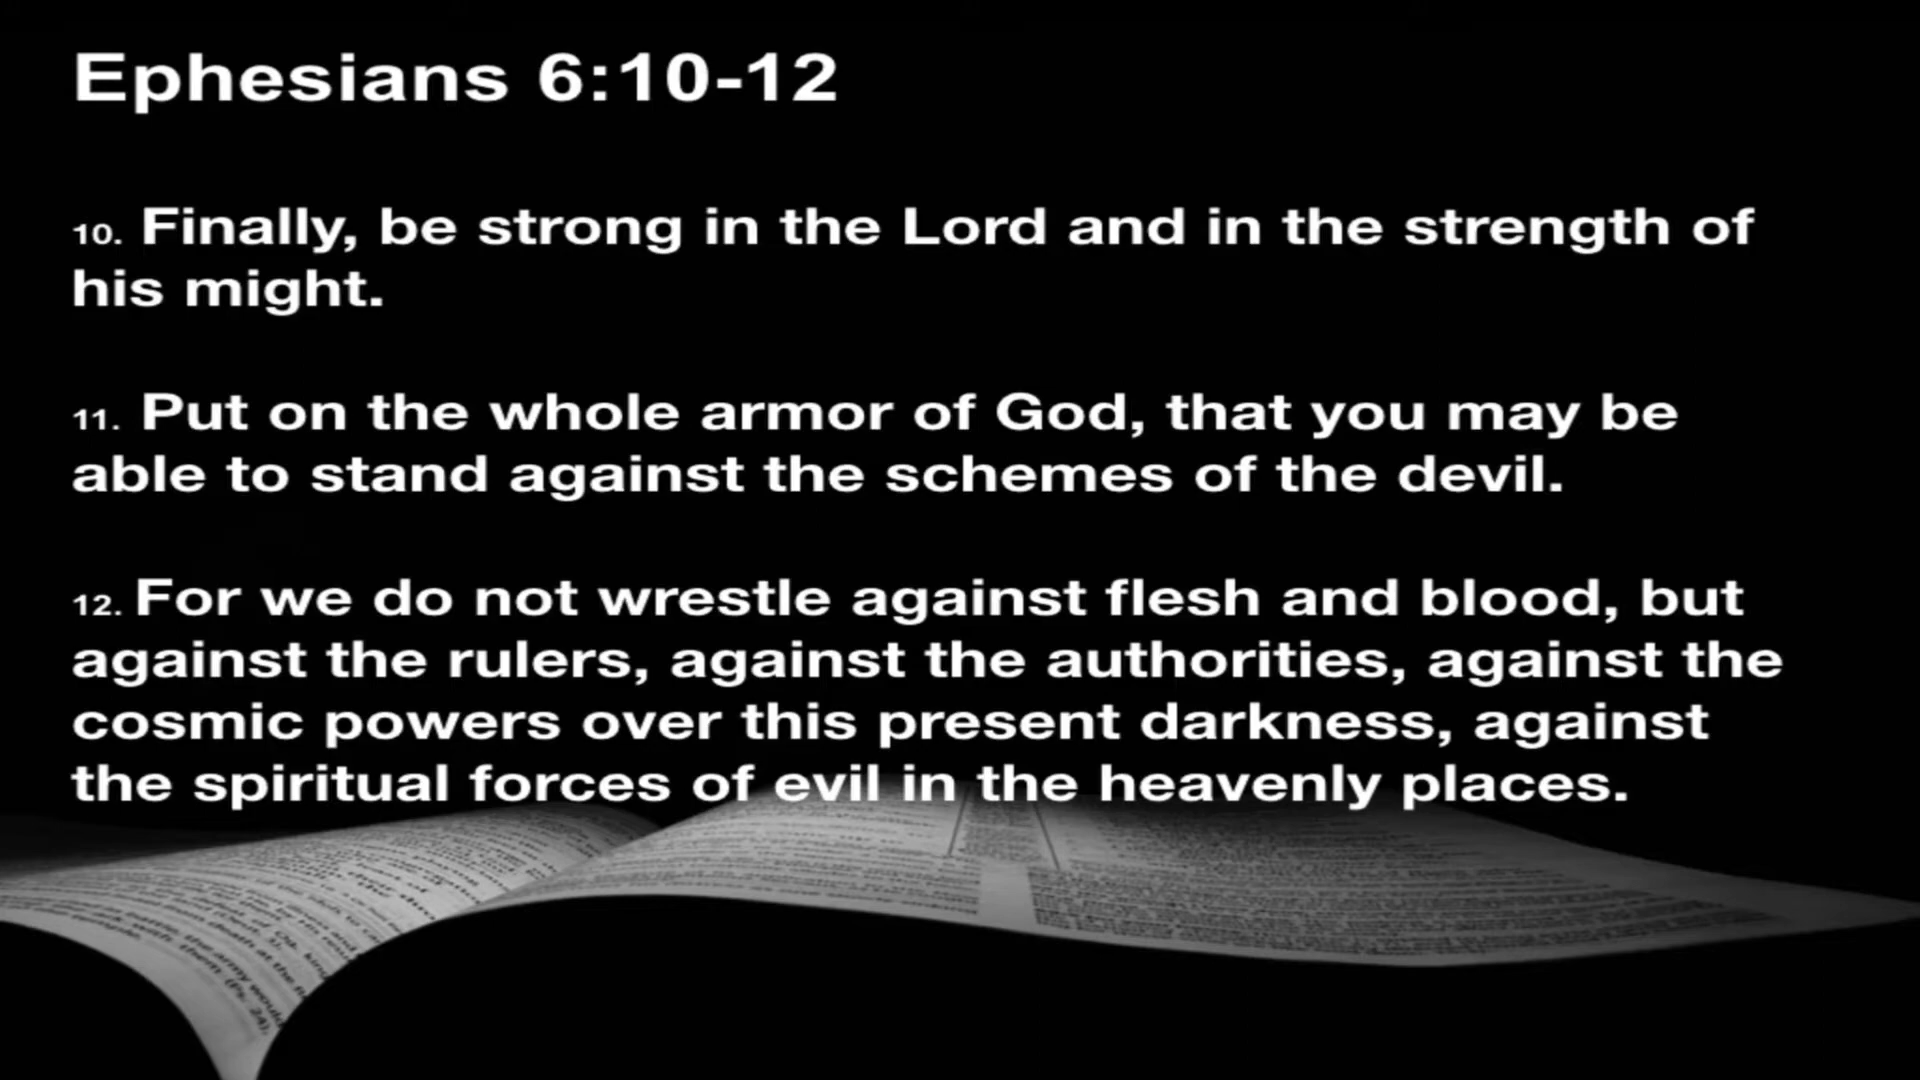 Ephesians 6:10-12
10. Finally, be strong in the Lord and in the strength of
his might.
11. Put on the whole armor of God, that you may be
able to stand against the schemes of the devil.
12. For we do not wrestle against flesh and blood, but
against the rulers, against the authorities, against the
cosmic powers over this present darkness, against
the spiritual forces of evil in the heavenly places.